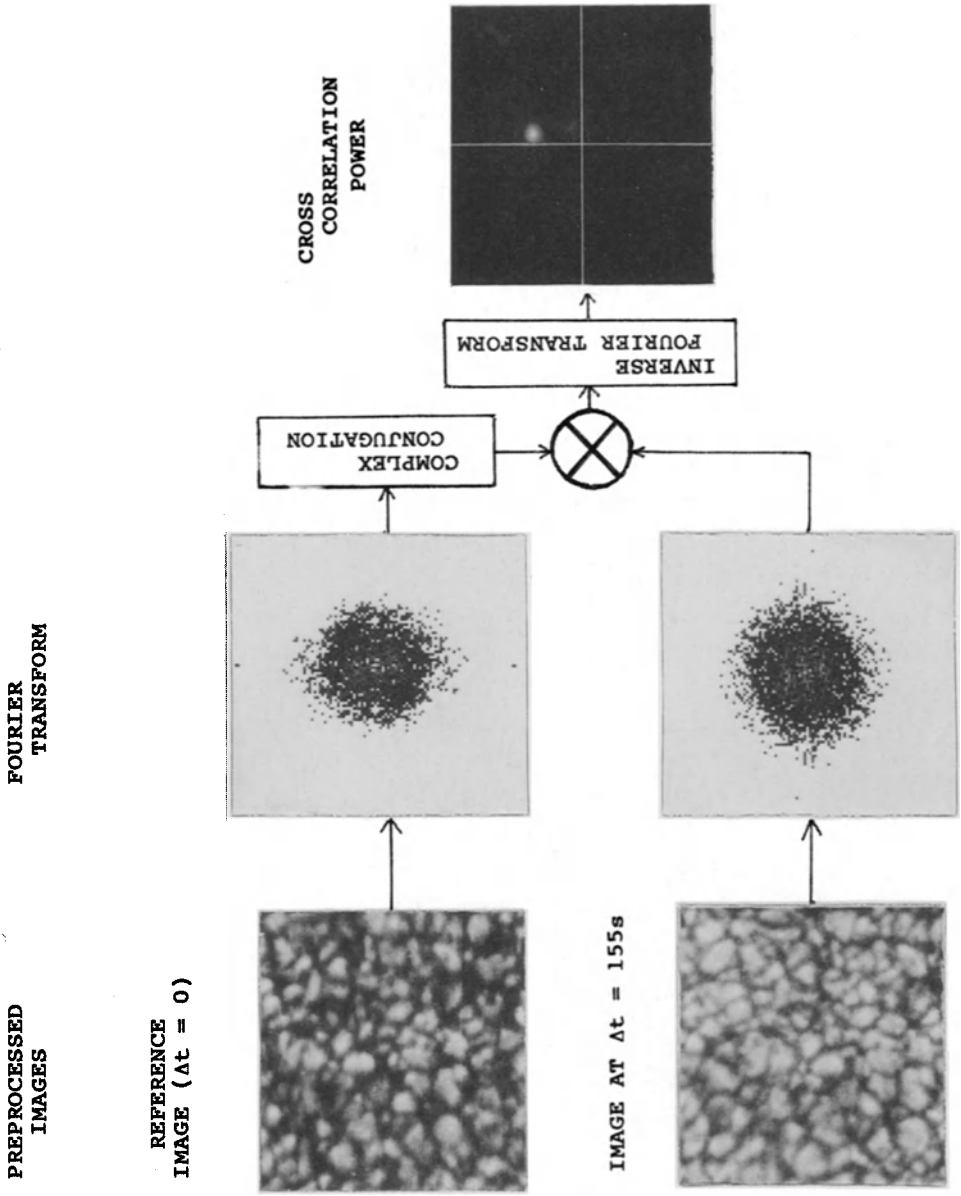 PREPROCESSED
IMAGES
FOURIER
TRANSFORM
CROSS
CORRELATION
POWER
REFERENCE
IMAGE (Δt = 0)
COMPLEX
CONJUGATION
INVERSE
FOURIER TRANSFORM
IMAGE AT Δt = 155s